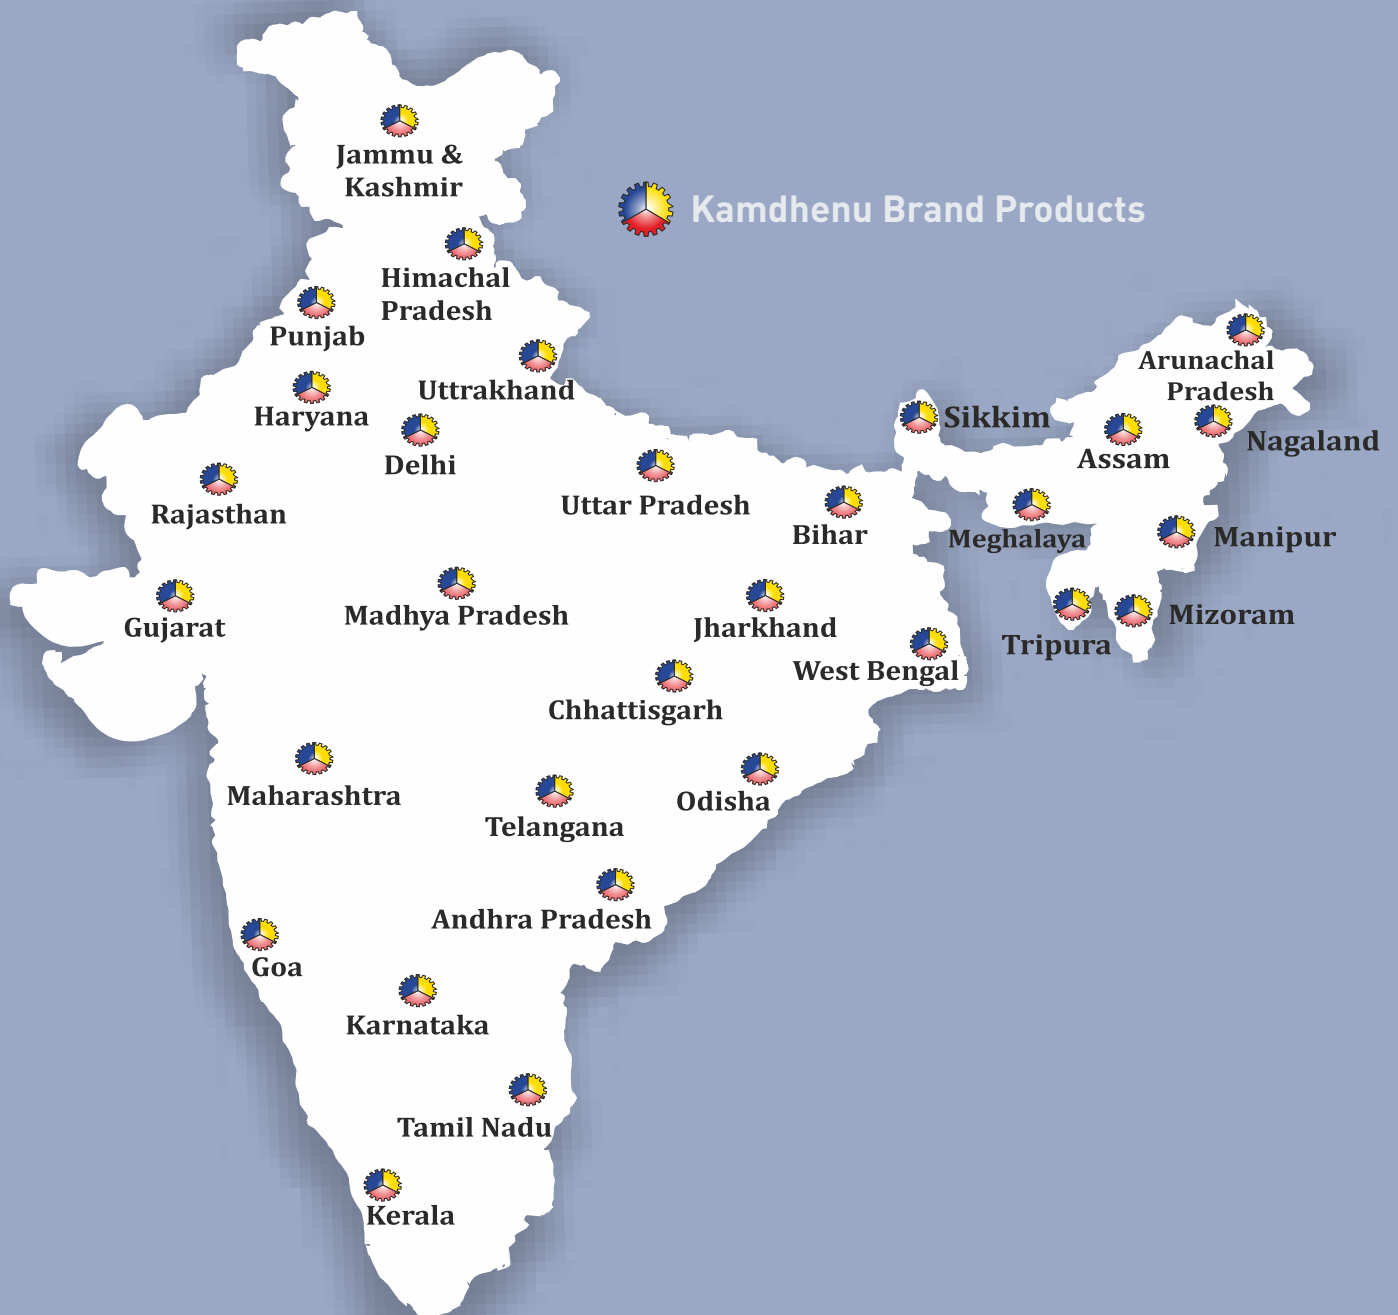 Jammu &
Kashmir
Kamdhenu Brand Products
Himachal
Pradesh
Punjab
Uttrakhand
Haryana
Delhi
Rajasthan
Uttar Pradesh
Bihar
Sikkim
Arunachal
Pradesh
Nagaland
Assam
Meghalaya
Manipur
Mizoram
Tripura
Gujarat
Madhya Pradesh
Jharkhand
West Bengal
Chhattisgarh
Maharashtra
Telangana
Odisha
Andhra Pradesh
Goa
Karnataka
Tamil Nadu
Kerala